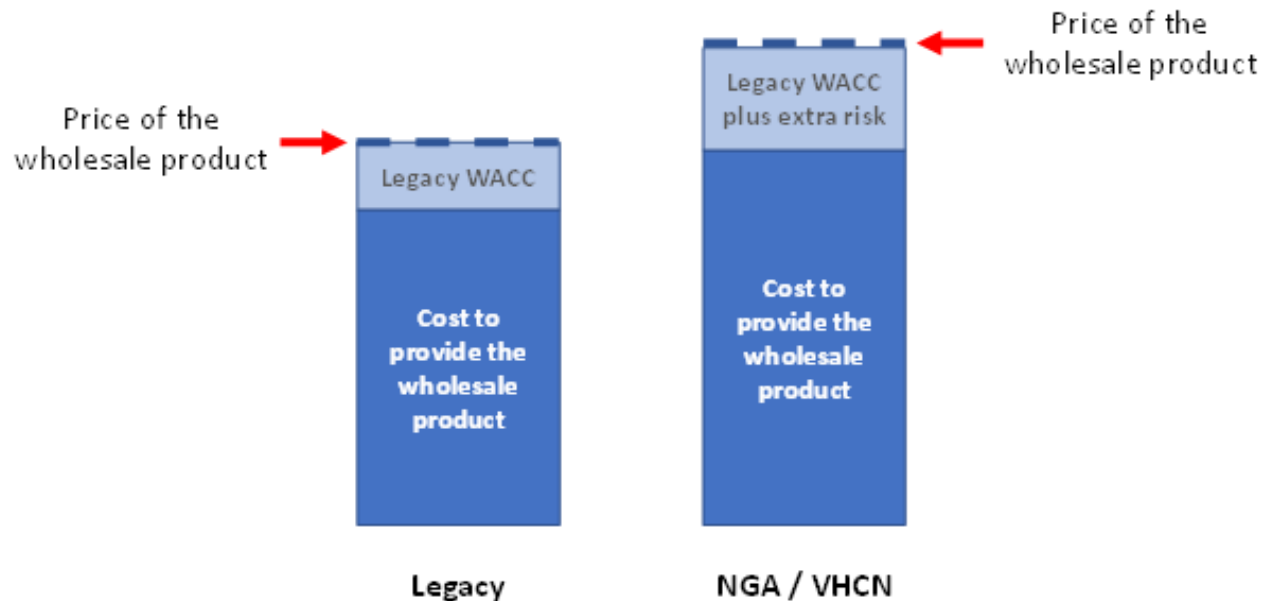 Price of the
wholesale product
Legacy WACC
Cost to
provide the
wholesale
product
Legacy
Price of the
wholesale product
Legacy WACC
plus extra risk
Cost to
provide the
wholesale
product
NGA / VHCN